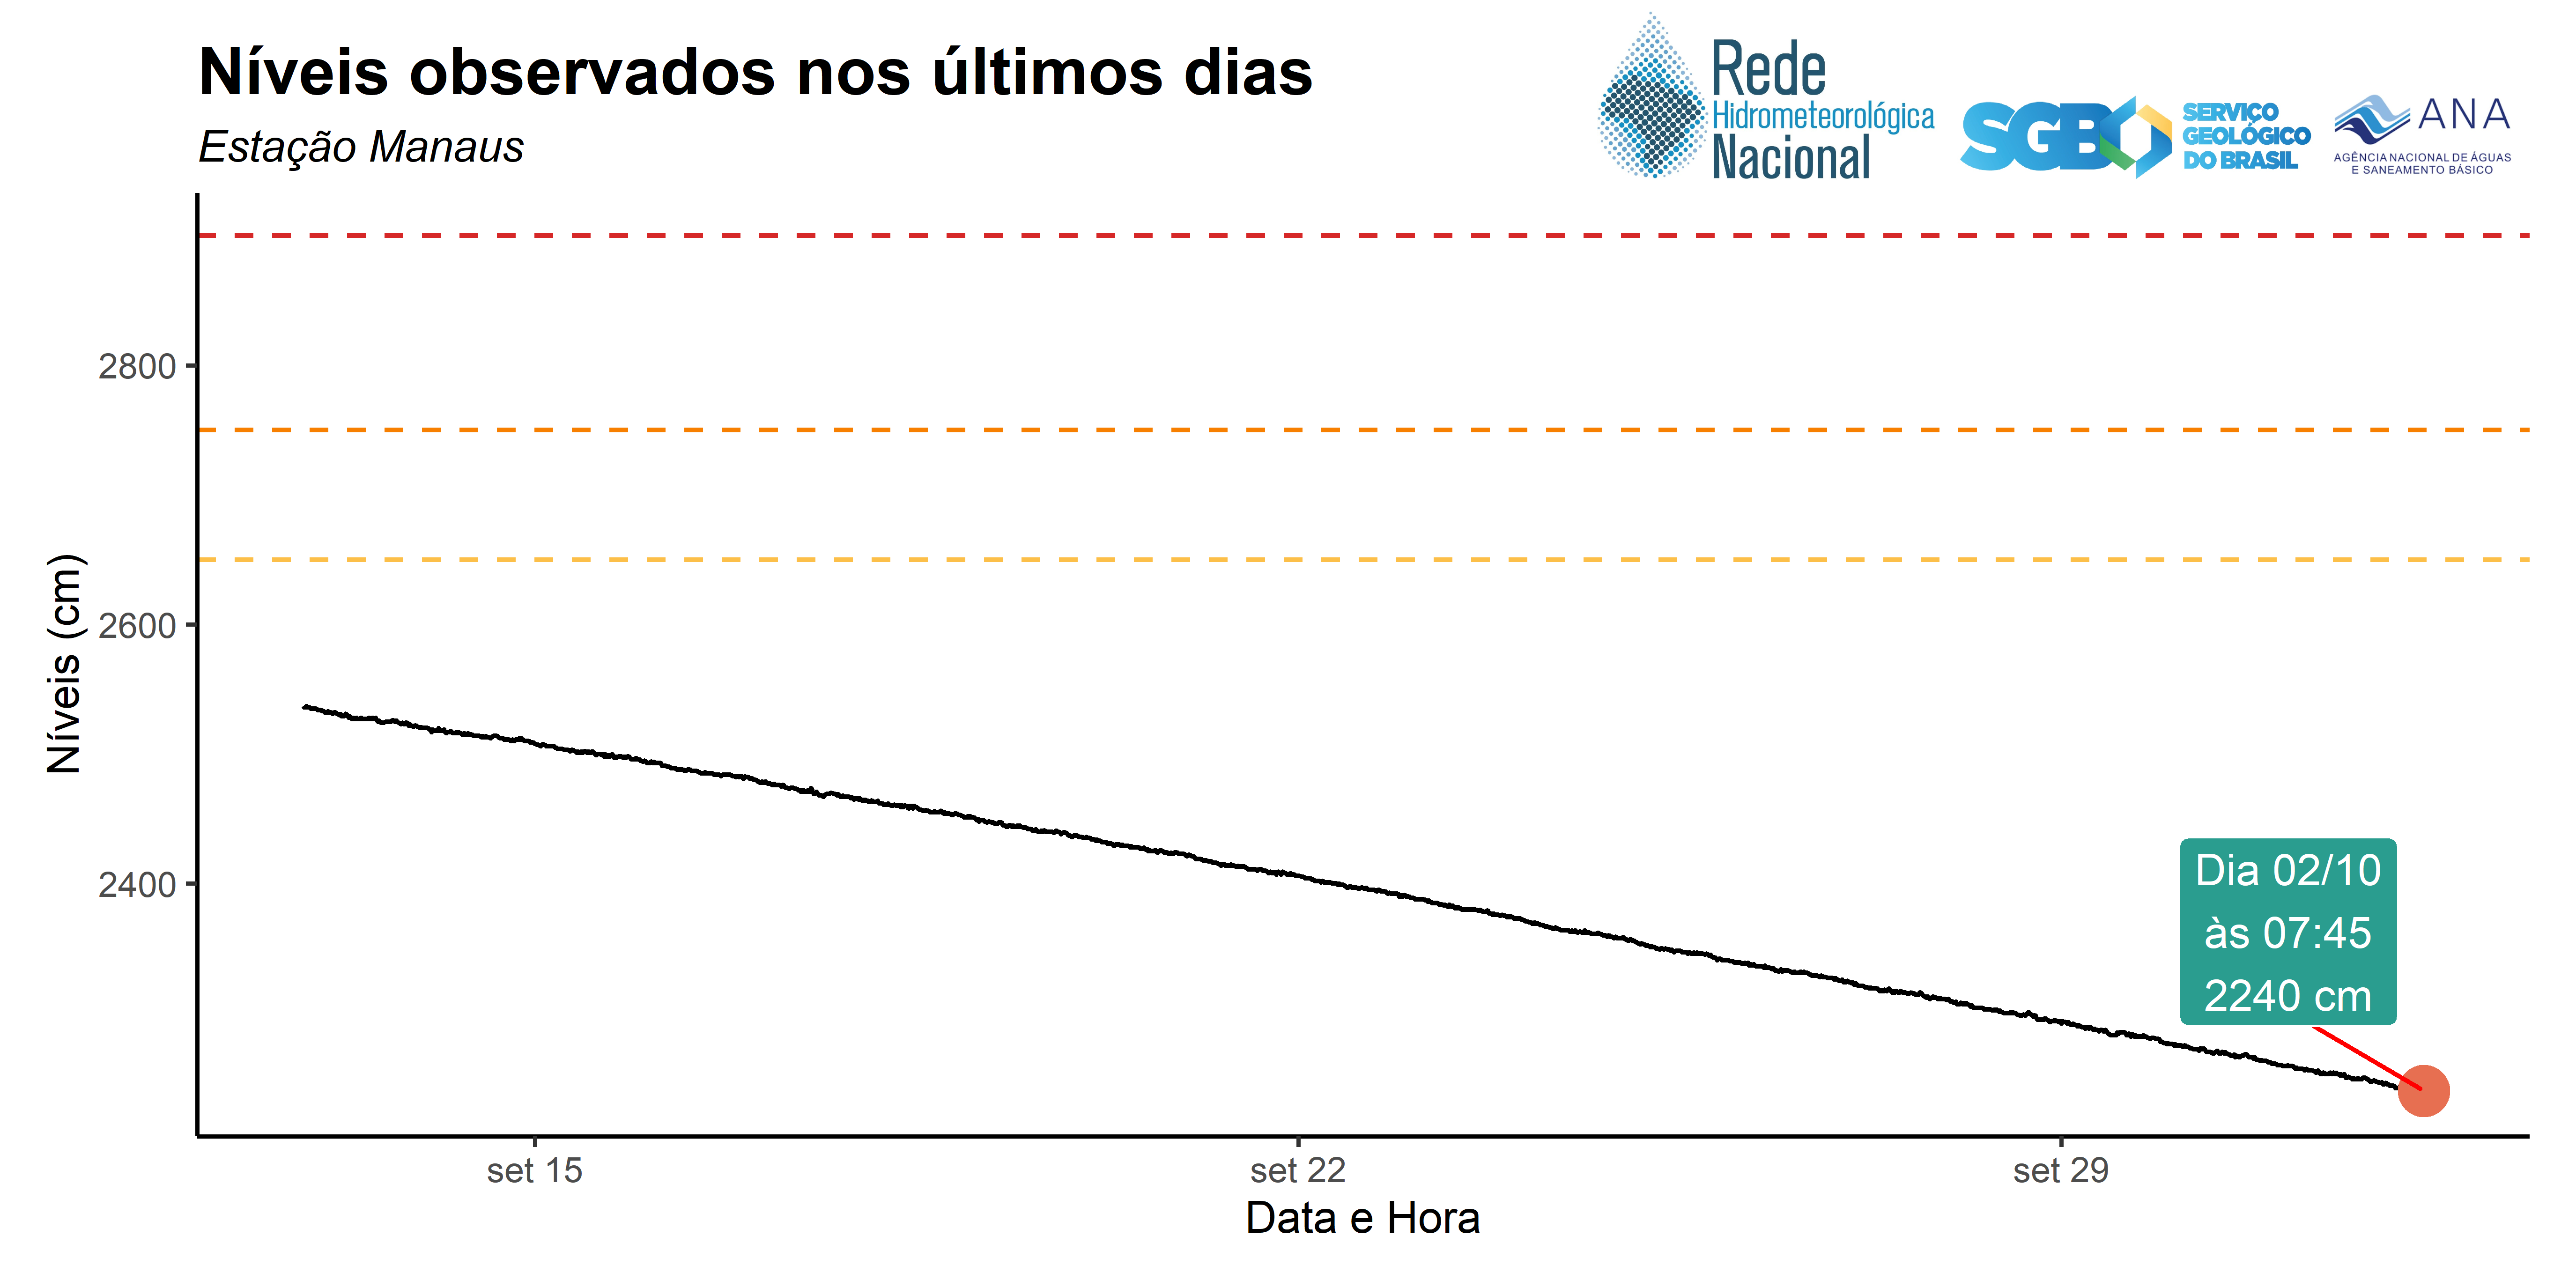 Níveis observados nos últimos dias
Estação Manaus
Rede
Hidrometeorológica
Nacional
SGB
SERVIÇO
GEOLÓGICO
DO BRASIL
ANA
AGÊNCIA NACIONAL DE ÁGUAS
E SANEAMENTO BÁSICO
Níveis (cm)
2800
2600
2400
Dia 02/10
às 07:45
2240 cm
set 15
set 22
set 29
Data e Hora